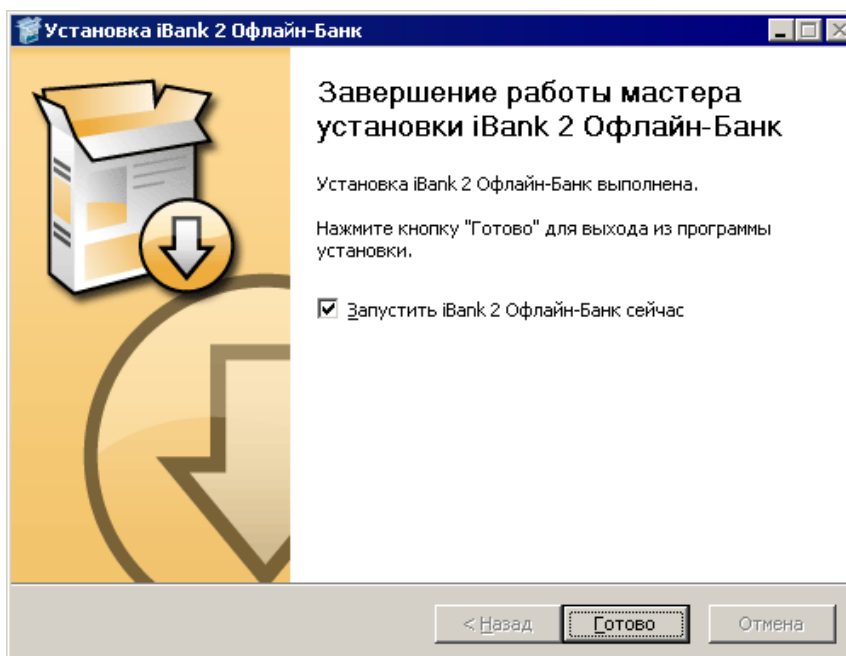 Установка iBank 2 Офлайн-Банк
Завершение работы мастера
установки iBank 2 Офлайн-Банк
Установка iBank 2 Офлайн-Банк выполнена.
Нажмите кнопку "Готово" для выхода из программы
установки.
Запустить iBank 2 Офлайн-Банк сейчас
< Назад
Готово
Отмена